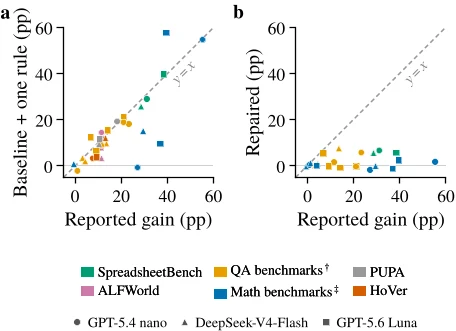 a
b
Baseline + one rule (pp)
60
40
20
0
y = x
0 20 40 60
Reported gain (pp)
Repaired (pp)
60
40
20
0
y = x
0 20 40 60
Reported gain (pp)
SpreadsheetBench QA benchmarks† PUPA
ALFWorld Math benchmarks‡ HoVer
GPT-5.4 nano DeepSeek-V4-Flash GPT-5.6 Luna